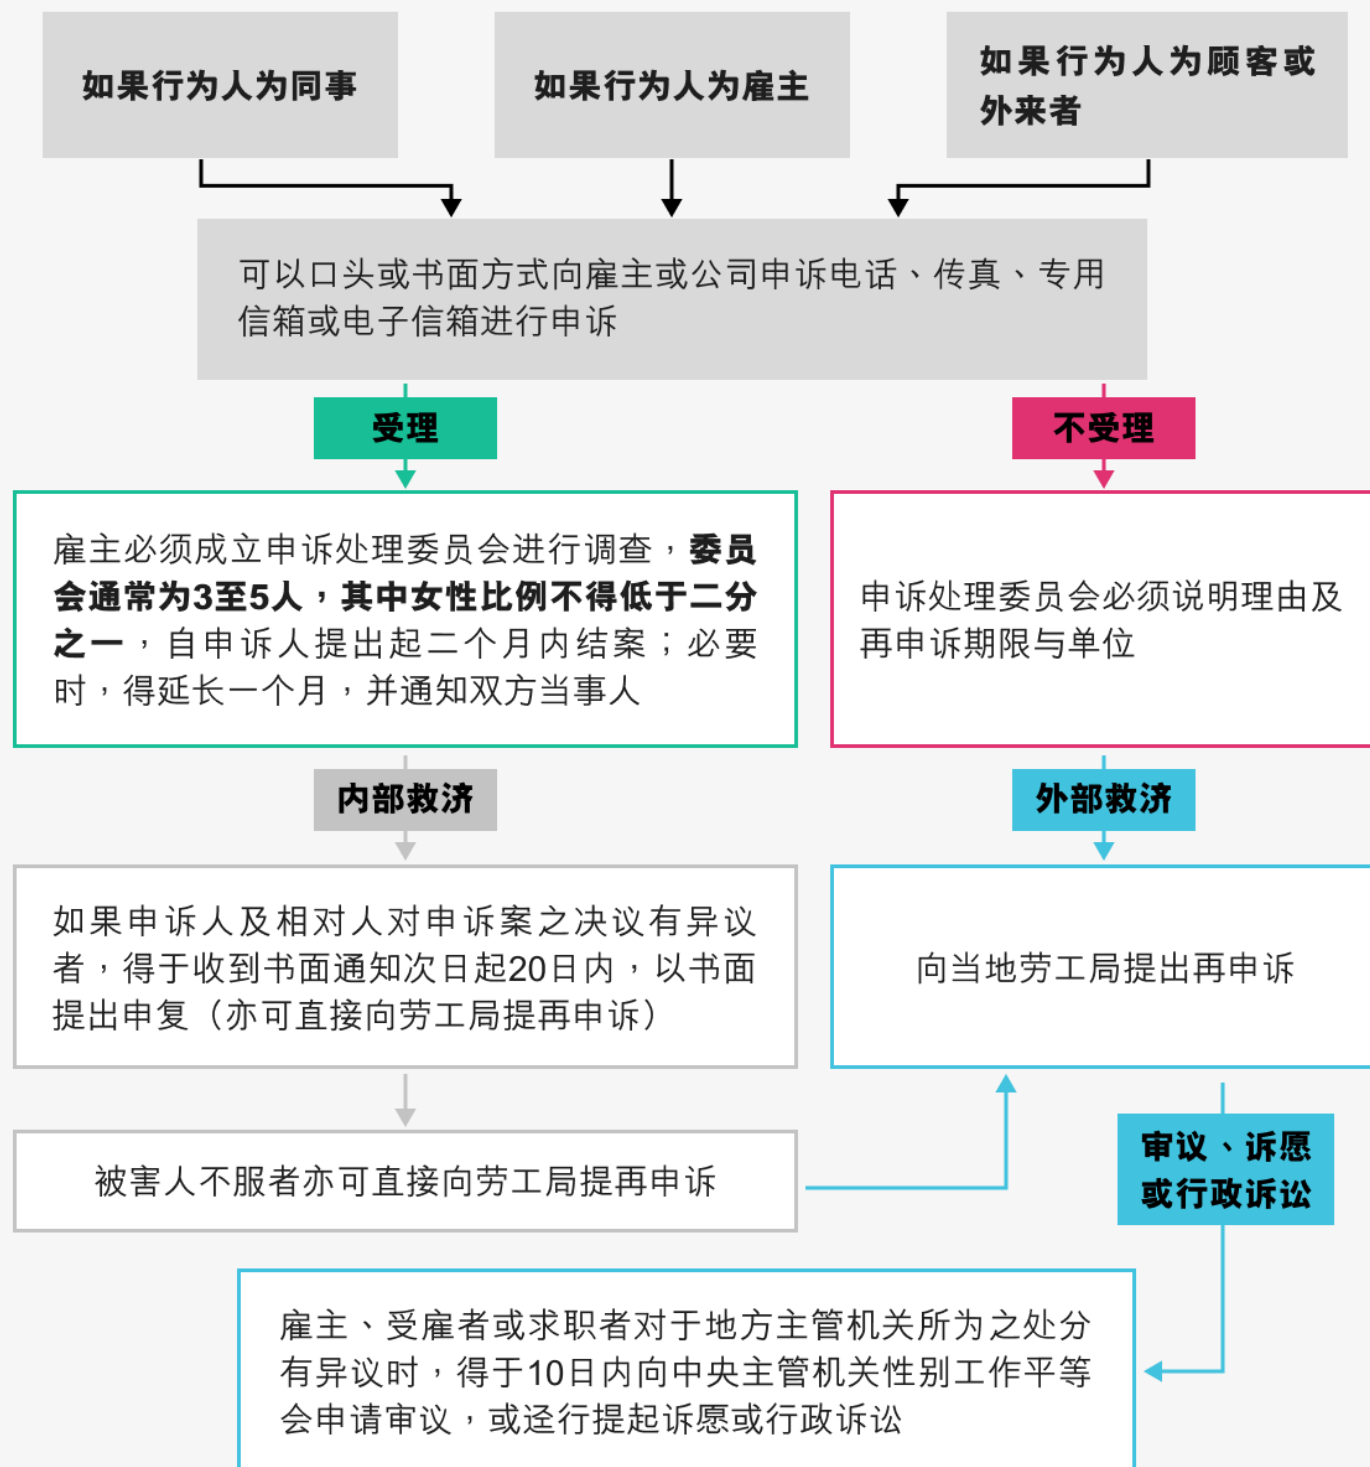 如果行为人为同事
如果行为人为雇主
如果行为人为顾客或
外来者
可以口头或书面方式向雇主或公司申诉电话、传真、专用
信箱或电子信箱进行申诉
受理
不受理
雇主必须成立申诉处理委员会进行调查，委员
会通常为3至5人，其中女性比例不得低于二分
之一，自申诉人提出起二个月内结案；必要
时，得延长一个月，并通知双方当事人
申诉处理委员会必须说明理由及
再申诉期限与单位
内部救济
外部救济
如果申诉人及相对人对申诉案之决议有异议
者，得于收到书面通知次日起20日内，以书面
提出申复（亦可直接向劳工局提再申诉）
向当地劳工局提出再申诉
被害人不服者亦可直接向劳工局提再申诉
审议、诉愿
或行政诉讼
雇主、受雇者或求职者对于地方主管机关所为之处分
有异议时，得于10日内向中央主管机关性别工作平等
会申请审议，或迳行提起诉愿或行政诉讼